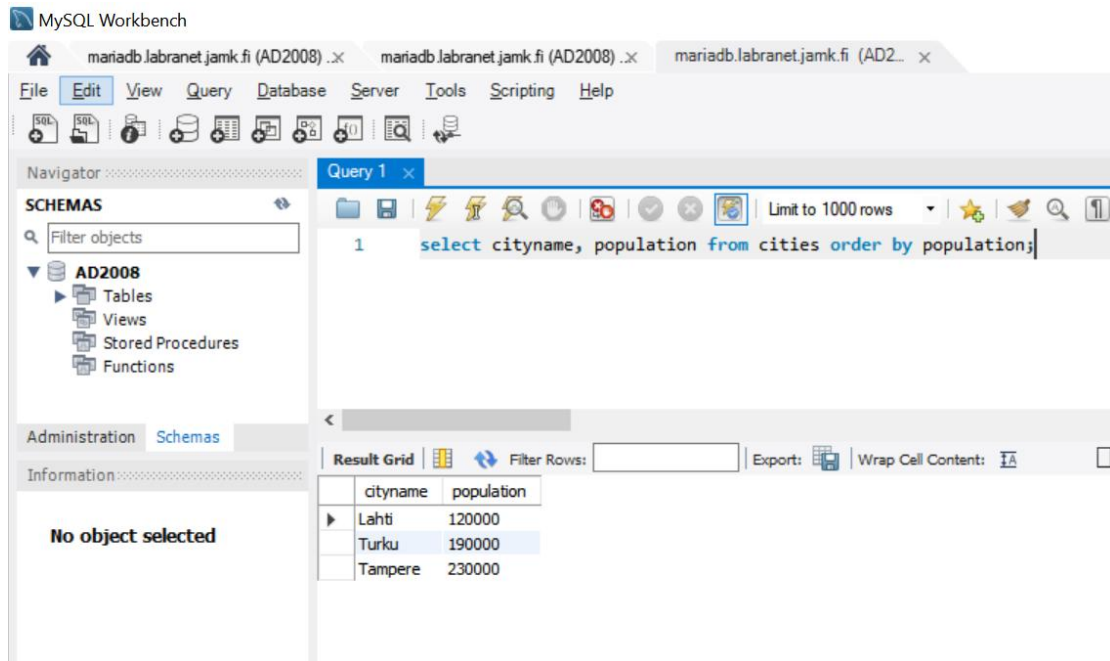 MySQL Workbench
mariadb.labranet.jamk.fi (AD2008) .x mariadb.labranet.jamk.fi (AD2008) .x mariadb.labranet.jamk.fi (AD2... x
File Edit View Query Database Server Tools Scripting Help
Navigator
Query 1 x
SCHEMAS
Limit to 1000 rows
Filter objects
1 select cityname, population from cities order by population;
AD2008
Tables
Views
Stored Procedures
Functions
Administration Schemas
Result Grid Filter Rows: Export: Wrap Cell Content: IA
Information
cityname population
Lahti 120000
No object selected
Turku 190000
Tampere 230000